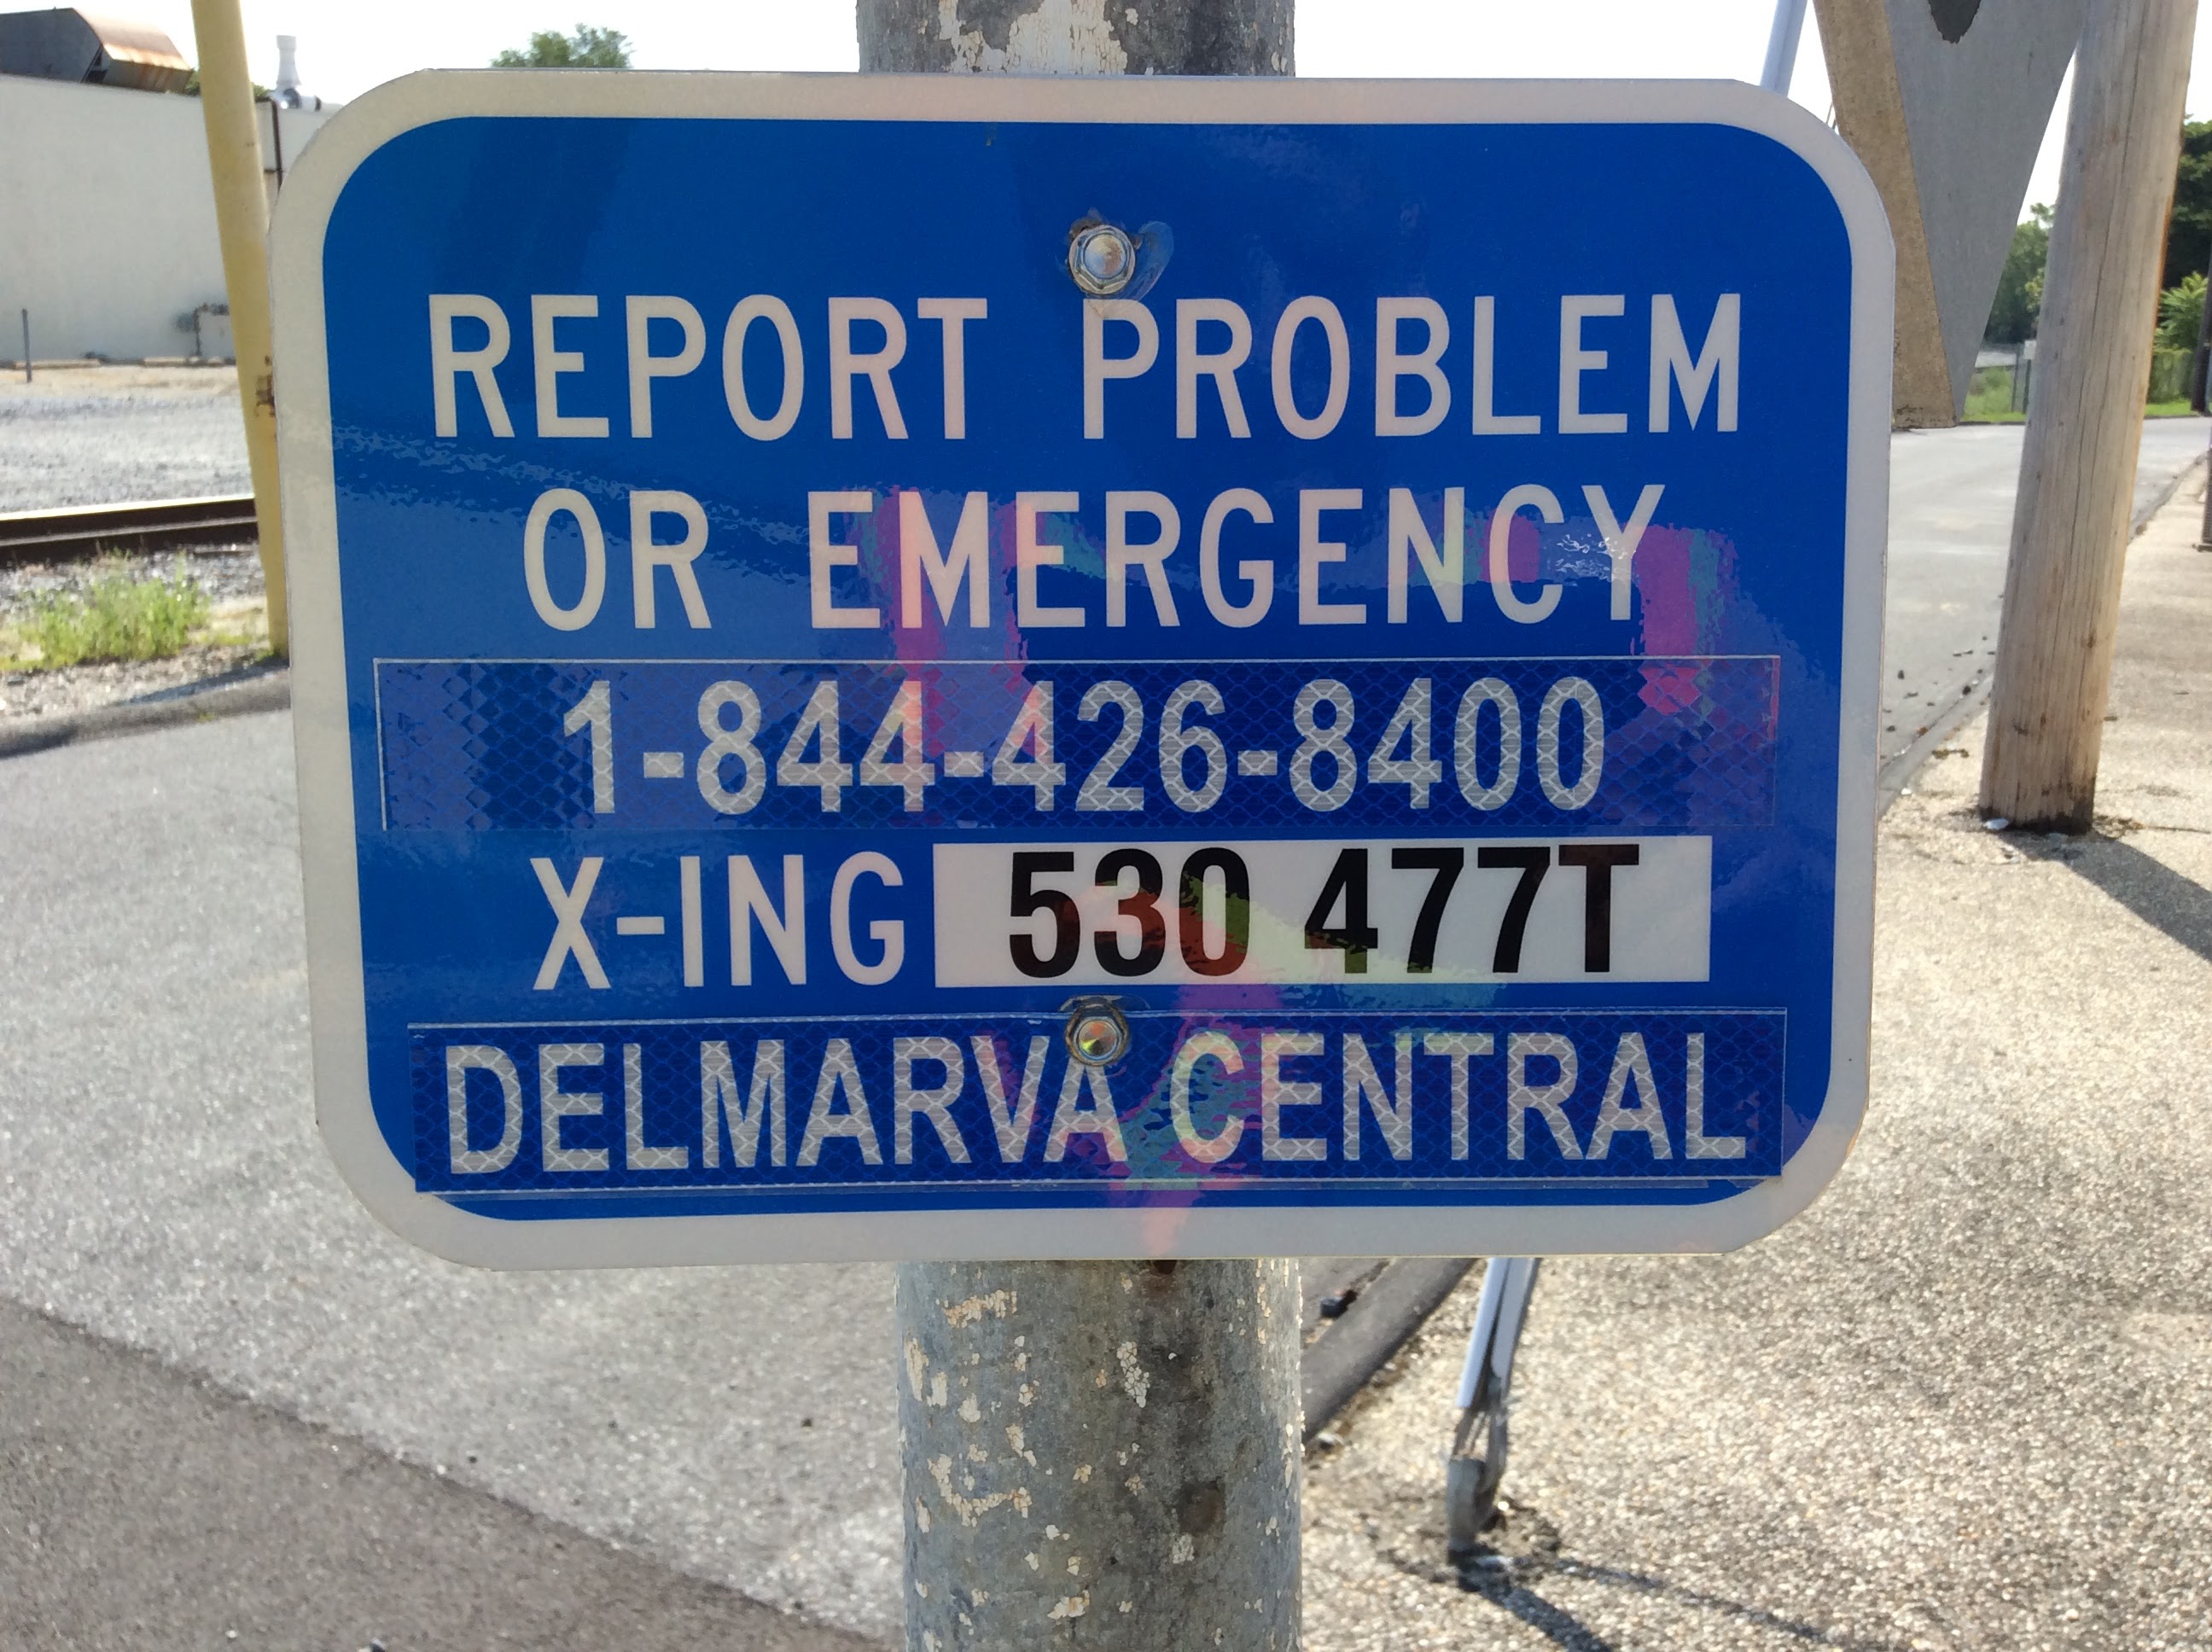 REPORT PROBLEM
OR EMERGENCY
1-844-426-8400
X-ING 530 477T
DELMARVA CENTRAL